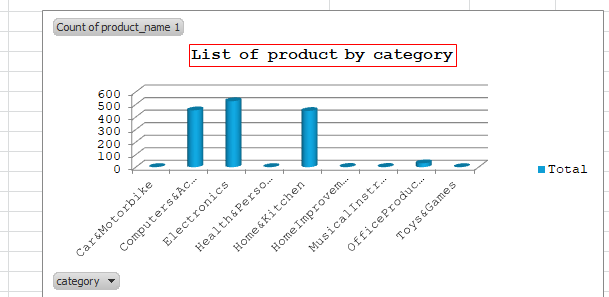 Count of product_name 1
List of product by category
600
500
400
300
200
100
0
Car&Motorbike
Computers&Ac…
Electronics
Health&Perso…
Home&Kitchen
HomeImprovem…
MusicalInstr…
OfficeProduc…
Toys&Games
Total
category